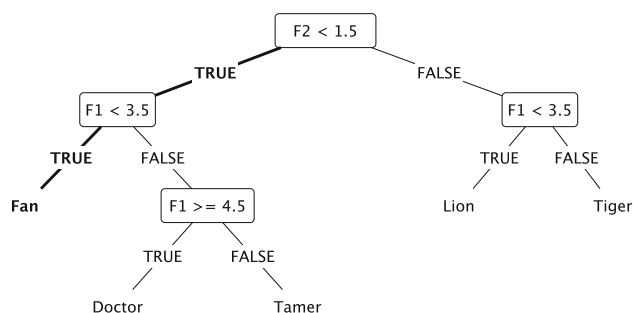 F2 < 1.5
TRUE
FALSE
F1 < 3.5
F1 < 3.5
TRUE
FALSE
TRUE
FALSE
Fan
F1 >= 4.5
Lion
Tiger
TRUE
FALSE
Doctor
Tamer